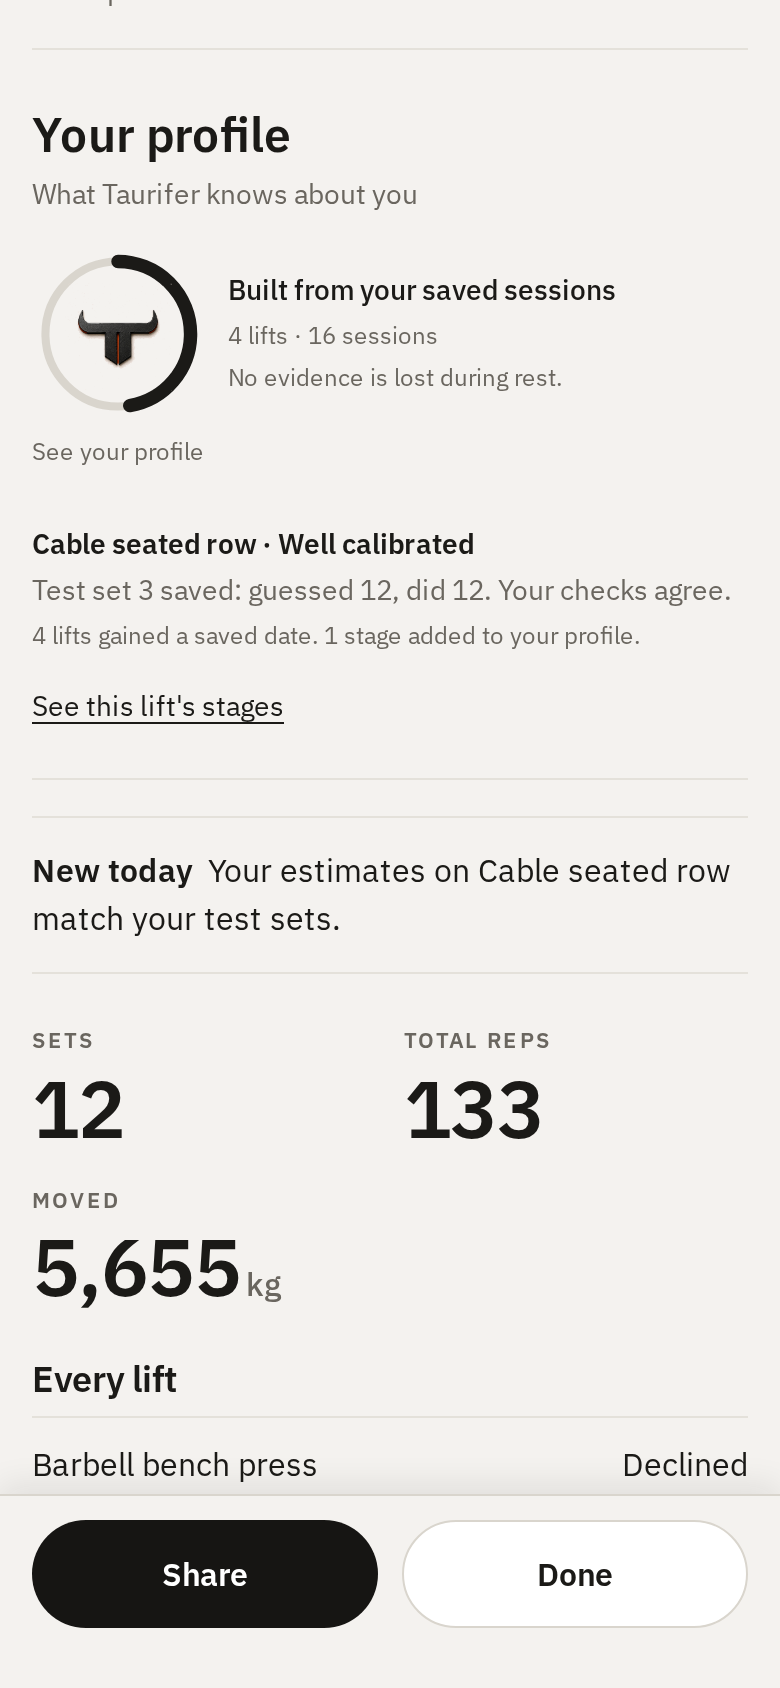 Your profile
What Taurifer knows about you
Built from your saved sessions
4 lifts · 16 sessions
No evidence is lost during rest.
See your profile
Cable seated row · Well calibrated
Test set 3 saved: guessed 12, did 12. Your checks agree.
4 lifts gained a saved date. 1 stage added to your profile.
See this lift's stages
New today Your estimates on Cable seated row
match your test sets.
SETS
TOTAL REPS
12
133
MOVED
5,655 kg
Every lift
Barbell bench press
Declined
Share
Done